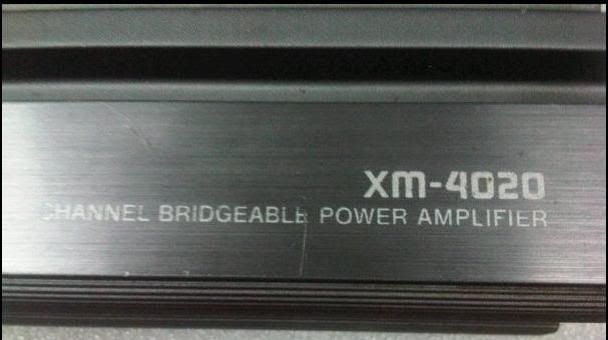 XM-4020
CHANNEL BRIDGEABLE POWER AMPLIFIER